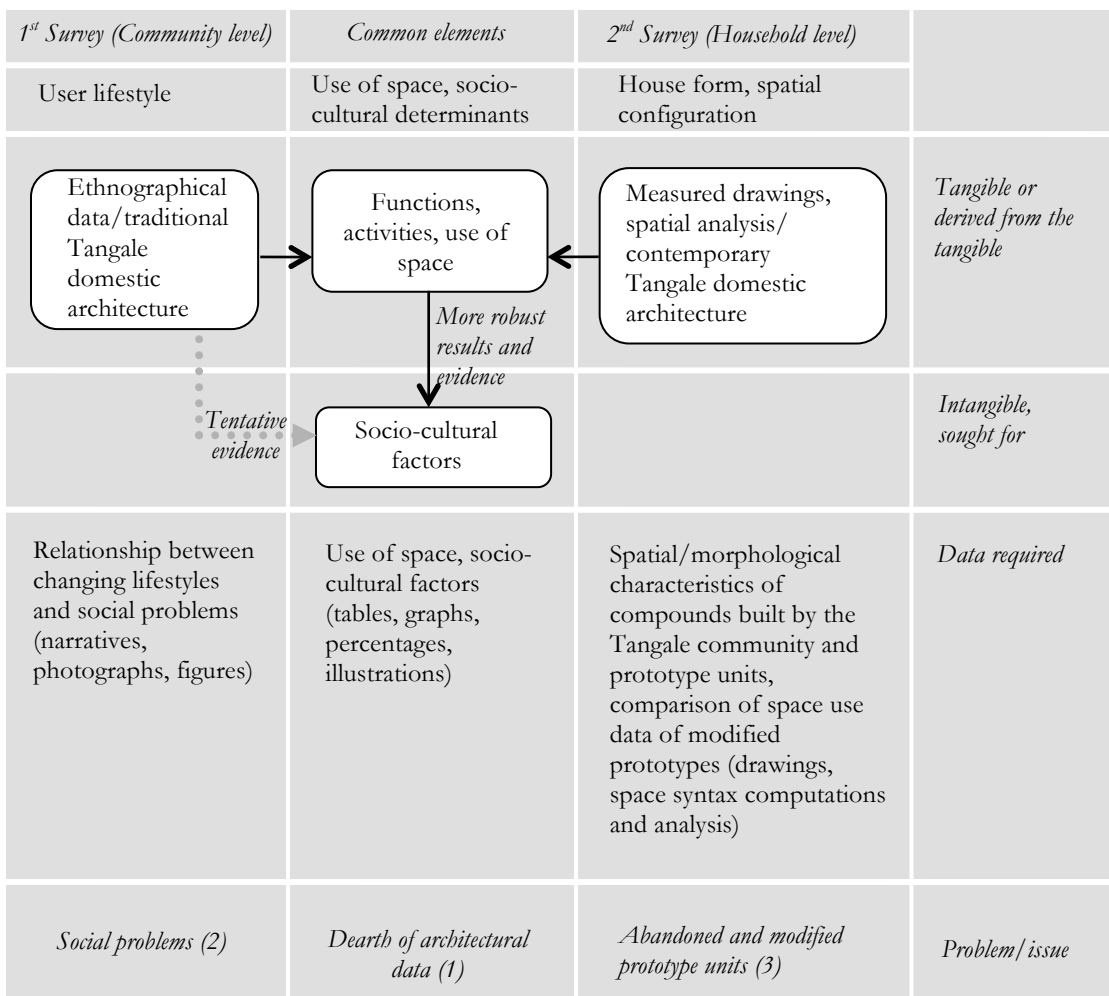 1st Survey (Community level)
Common elements
2nd Survey (Household level)
User lifestyle
Use of space, socio-
cultural determinants
House form, spatial
configuration
Ethnographical
data/traditional
Tangale
domestic
architecture
Functions,
activities, use of
space
Measured drawings,
spatial analysis/
contemporary
Tangale domestic
architecture
Tangible or
derived from the
tangible
More robust
results and
evidence
Tentative
evidence
Socio-cultural
factors
Intangible,
sought for
Relationship between
changing lifestyles
and social problems
(narratives,
photographs, figures)
Use of space, socio-
cultural factors
(tables, graphs,
percentages,
illustrations)
Spatial/morphological
characteristics of
compounds built by the
Tangale community and
prototype units,
comparison of space use
data of modified
prototypes (drawings,
space syntax computations
and analysis)
Data required
Social problems (2)
Dearth of architectural
data (1)
Abandoned and modified
prototype units (3)
Problem/issue